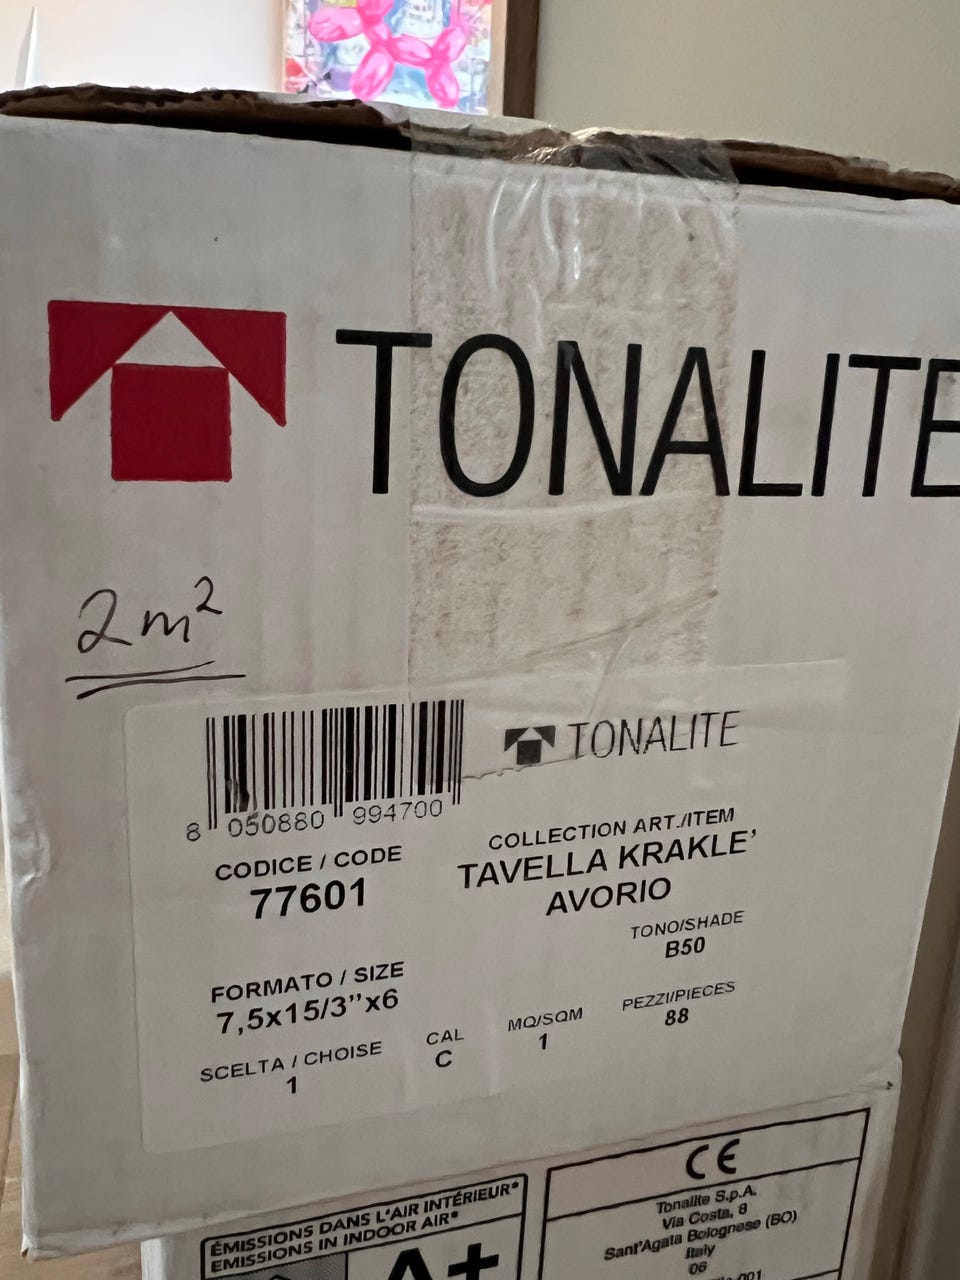 TONALITE
2m²
TONALITE
8 050880 994700
COLLECTION ART./ITEM
TAVELLA KRAKLE'
AVORIO
CODICE / CODE
77601
TONO/SHADE
B50
FORMATO / SIZE
7,5x15/3"x6
SCELTA / CHOISE
1
CAL
C
MQ/SQM
1
PEZZI/PIECES
88
ÉMISSIONS DANS L'AIR INTÉRIEUR*
EMISSIONS IN INDOOR AIR*
A+
CE
Tonalite S.p.A.
Via Costa, 8
Sant'Agata Bolognese (BO)
Italy
06